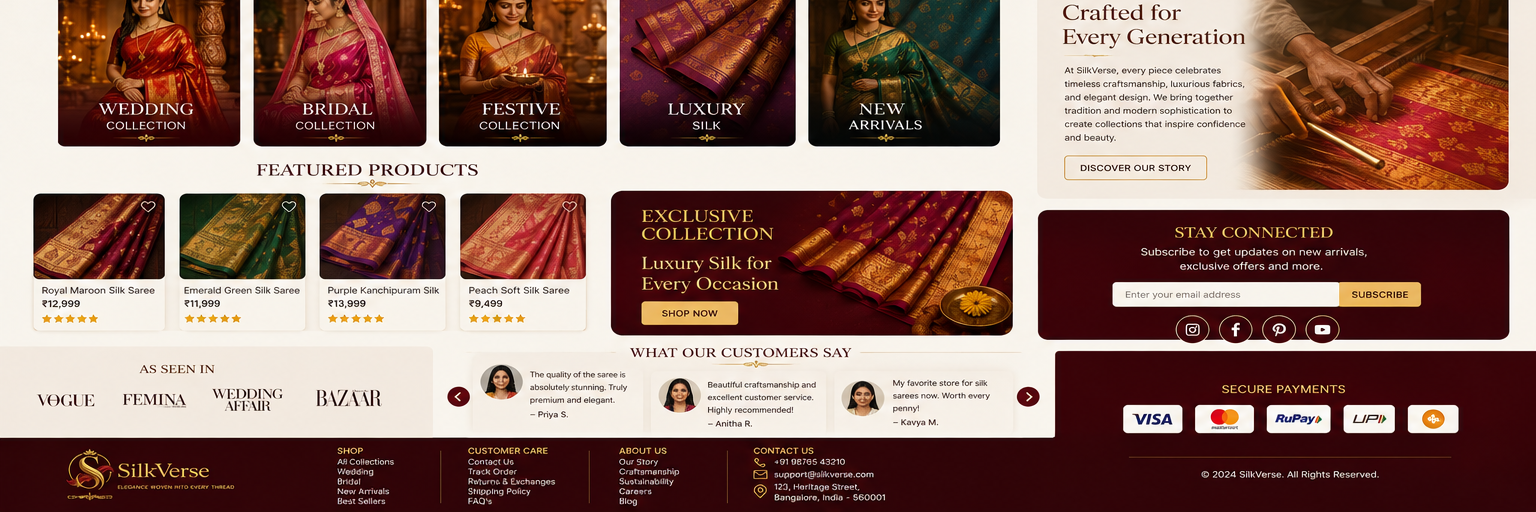 WEDDING
COLLECTION
BRIDAL
COLLECTION
FESTIVE
COLLECTION
LUXURY
SILK
NEW
ARRIVALS
Crafted for
Every Generation
At SilkVerse, every piece celebrates
timeless craftsmanship, luxurious fabrics,
and elegant design. We bring together
tradition and modern sophistication to
create collections that inspire confidence
and beauty.
DISCOVER OUR STORY
FEATURED PRODUCTS
Royal Maroon Silk Saree
₹12,999
Emerald Green Silk Saree
₹11,999
Purple Kanchipuram Silk
₹13,999
Peach Soft Silk Saree
₹9,499
EXCLUSIVE
COLLECTION
Luxury Silk for
Every Occasion
SHOP NOW
STAY CONNECTED
Subscribe to get updates on new arrivals,
exclusive offers and more.
Enter your email address
SUBSCRIBE
AS SEEN IN
VOGUE
FEMINA
WEDDING
AFFAIR
BAZAAR
WHAT OUR CUSTOMERS SAY
The quality of the saree is
absolutely stunning. Truly
premium and elegant.
– Priya S.
Beautiful craftsmanship and
excellent customer service.
Highly recommended!
– Anitha R.
My favorite store for silk
sarees now. Worth every
penny!
– Kavya M.
SECURE PAYMENTS
VISA
mastercard
RuPay
UPI
© 2024 SilkVerse. All Rights Reserved.
SilkVerse
ELEGANCE WOVEN INTO EVERY THREAD
SHOP
All Collections
Wedding
Bridal
New Arrivals
Best Sellers
CUSTOMER CARE
Contact Us
Track Order
Returns & Exchanges
Shipping Policy
FAQ's
ABOUT US
Our Story
Craftsmanship
Sustainability
Careers
Blog
CONTACT US
+91 98765 43210
support@silkverse.com
123, Heritage Street,
Bangalore, India - 560001